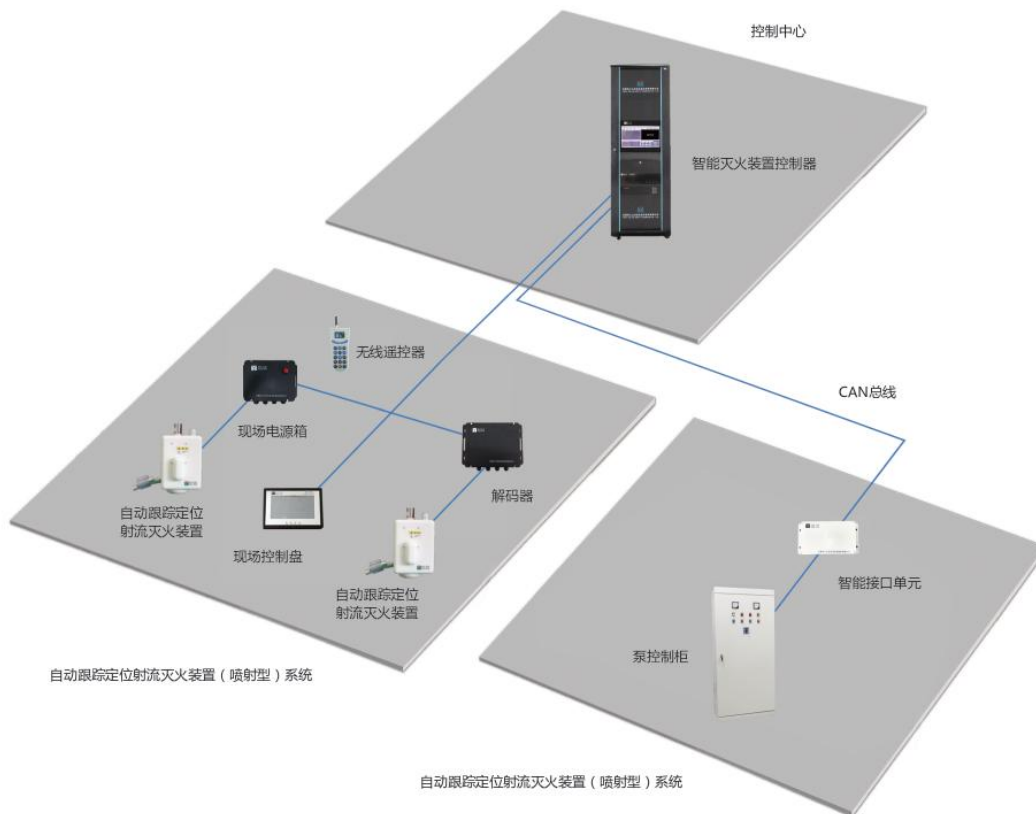 控制中心
智能灭火装置控制器
无线遥控器
现场电源箱
CAN总线
解码器
自动跟踪定位
射流灭火装置
现场控制盘
智能接口单元
自动跟踪定位
射流灭火装置
泵控制柜
自动跟踪定位射流灭火装置（喷射型）系统
自动跟踪定位射流灭火装置（喷射型）系统